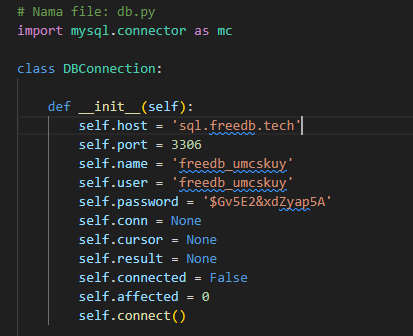 # Nama file: db.py
import mysql.connector as mc
class DBConnection:
def __init__(self):
self.host = 'sql.freedb.tech'
self.port = 3306
self.name = 'freedb_umcskuy'
self.user = 'freedb_umcskuy'
self.password = '$Gv5E2&xdZyap5A'
self.conn = None
self.cursor = None
self.result = None
self.connected = False
self.affected = 0
self.connect()